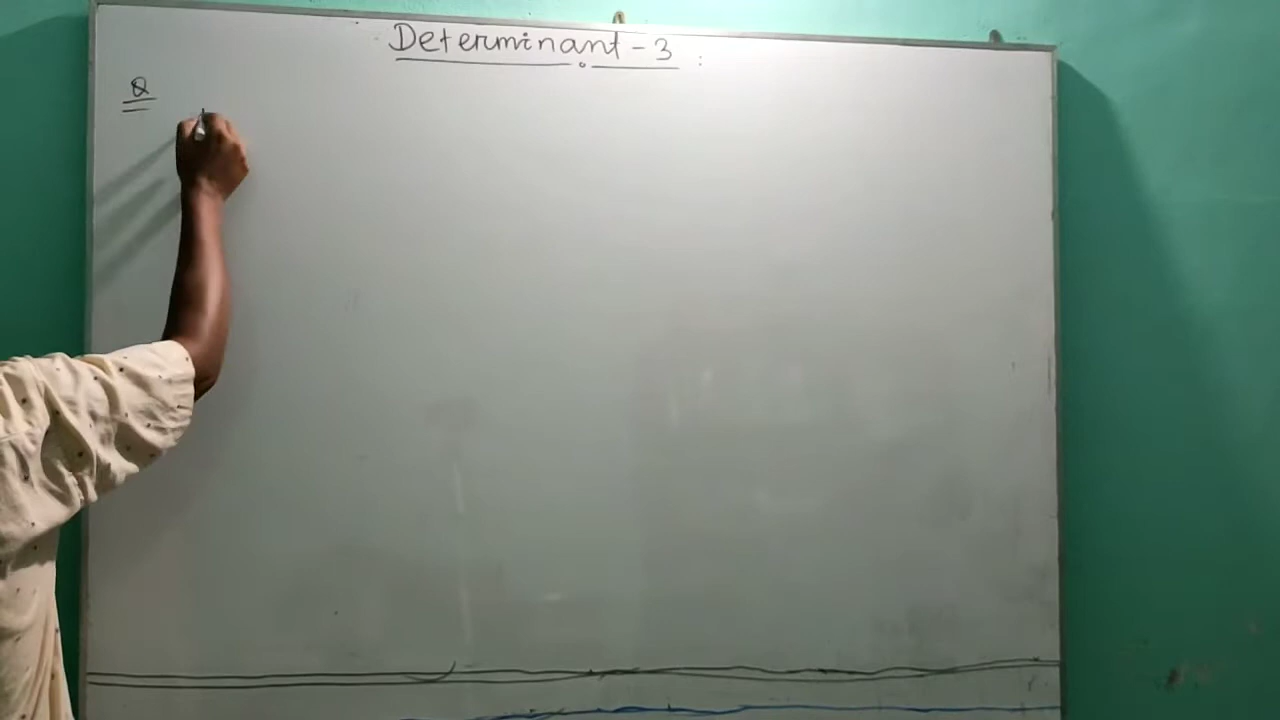 Determinant - 3 :
Q